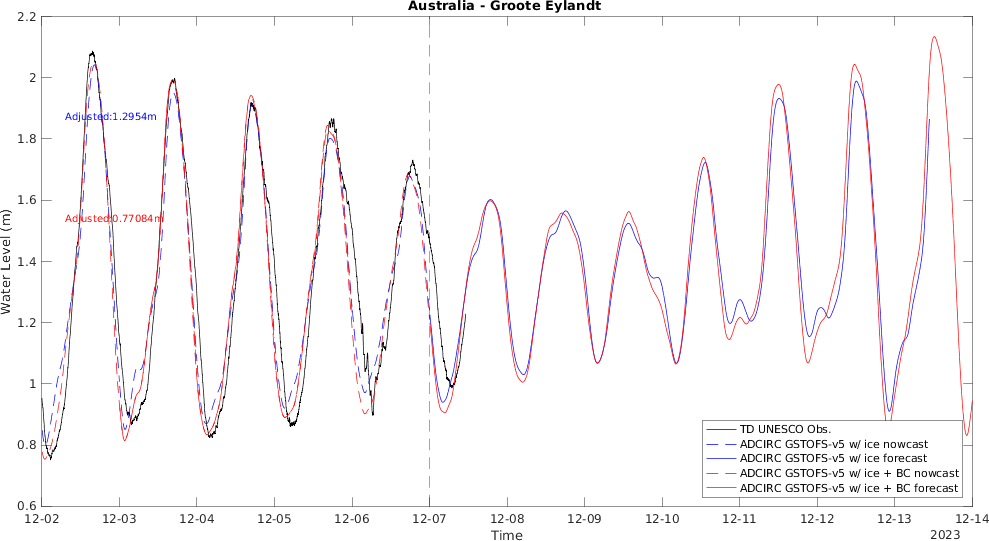 Australia - Groote Eylandt
2.2
2
1.8
1.6
1.4
1.2
1
0.8
0.6
Water Level (m)
Adjusted:1.2954m
Adjusted:0.77084m
TD UNESCO Obs.
ADCIRC GSTOFS-v5 w/ ice nowcast
ADCIRC GSTOFS-v5 w/ ice forecast
ADCIRC GSTOFS-v5 w/ ice + BC nowcast
ADCIRC GSTOFS-v5 w/ ice + BC forecast
12-02 12-03 12-04 12-05 12-06 12-07 12-08 12-09 12-10 12-11 12-12 12-13 12-14
Time
2023